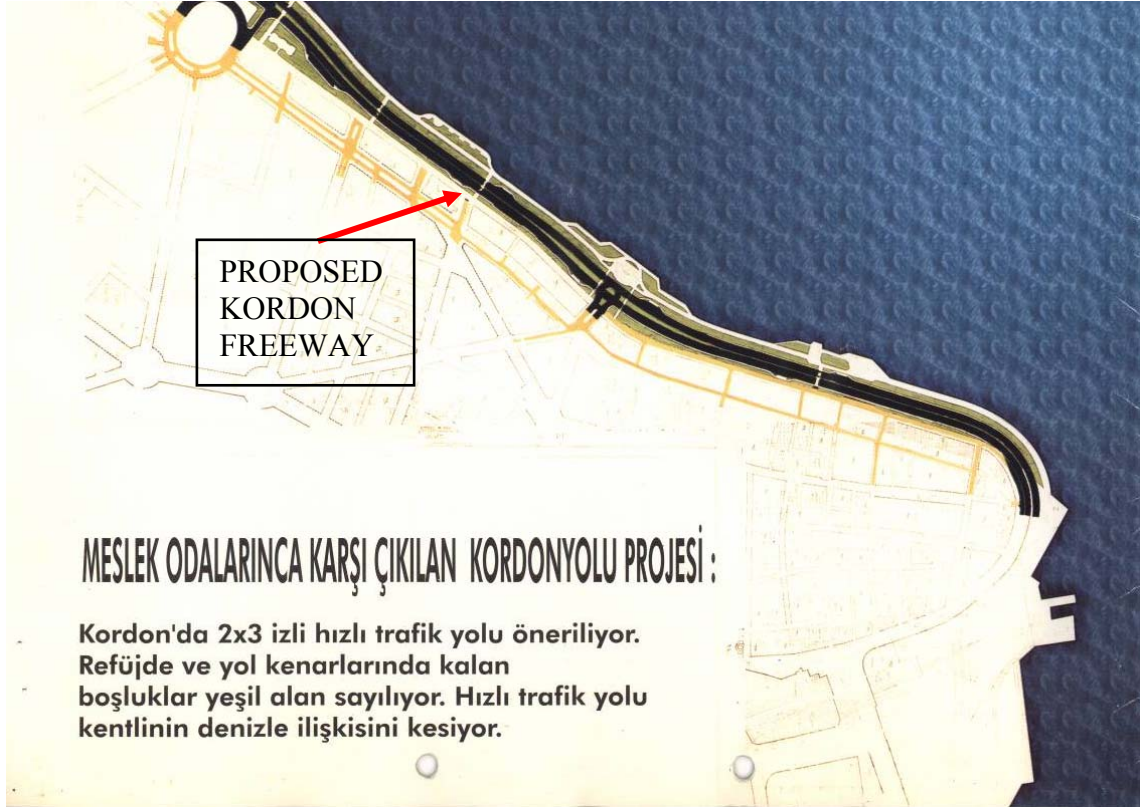 PROPOSED
KORDON
FREEWAY
MESLEK ODALARINCA KARŞI ÇIKILAN KORDONYOLU PROJESİ :
Kordon'da 2x3 izli hızlı trafik yolu öneriliyor.
Refüjde ve yol kenarlarında kalan
boşluklar yeşil alan sayılıyor. Hızlı trafik yolu
kentlinin denizle ilişkisini kesiyor.